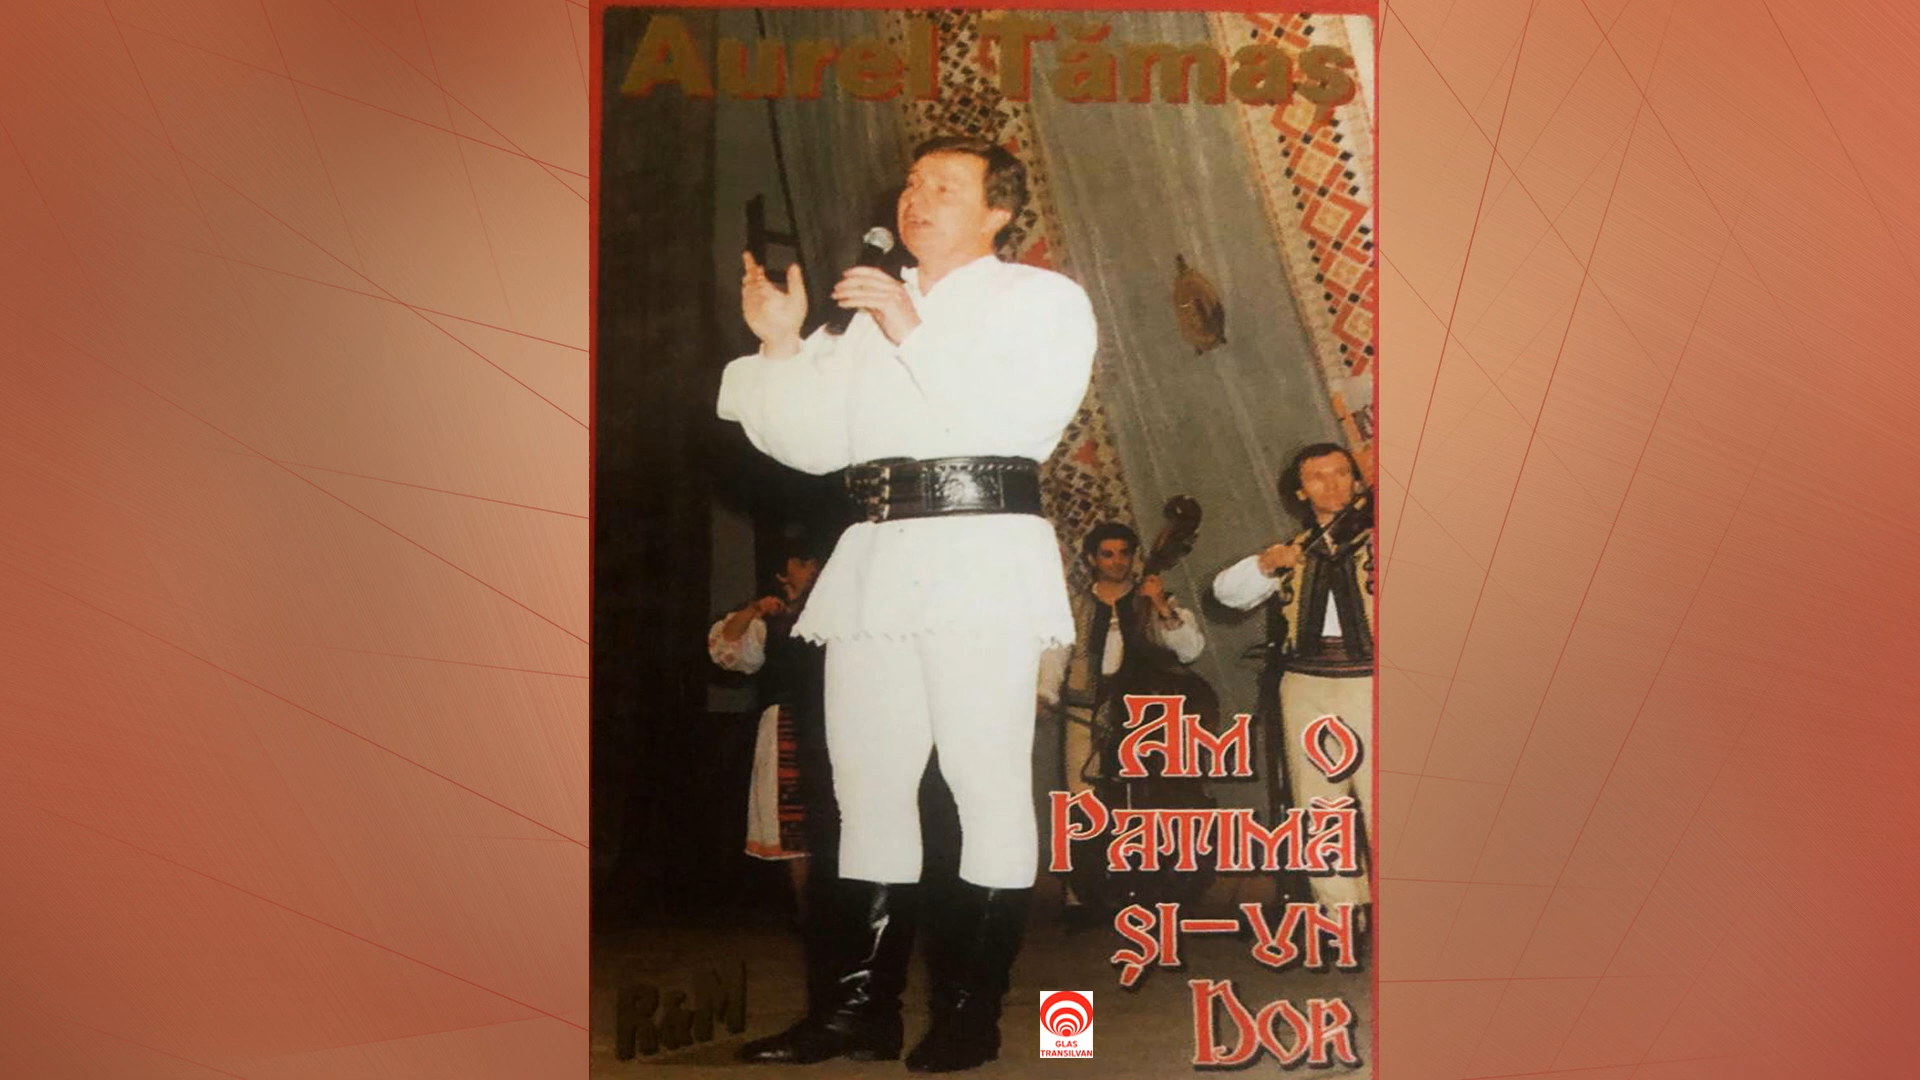 Aurel Tămaș
Am o
Patimă
și-un
Dor
R&M
GLAS
TRANSILVAN